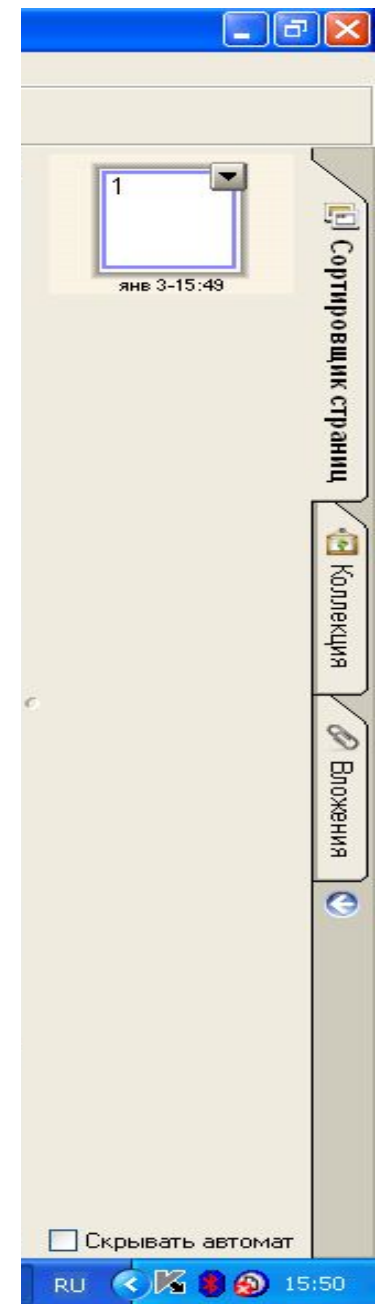 1
янв 3-15:49
Сортировщик страниц
Коллекция
Вложения
Скрывать автомат
RU
15:50